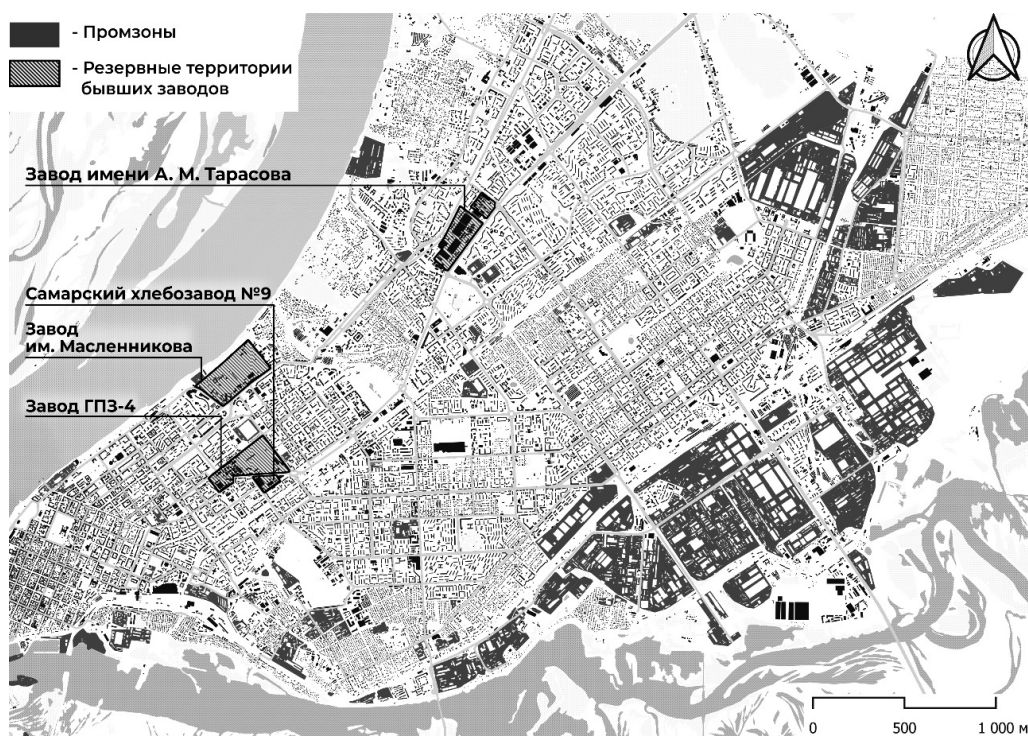 - Промзоны
- Резервные территории
бывших заводов
Завод имени А. М. Тарасова
Самарский хлебозавод №9
Завод
им. Масленникова
Завод ГПЗ-4
0 500 1 000 м